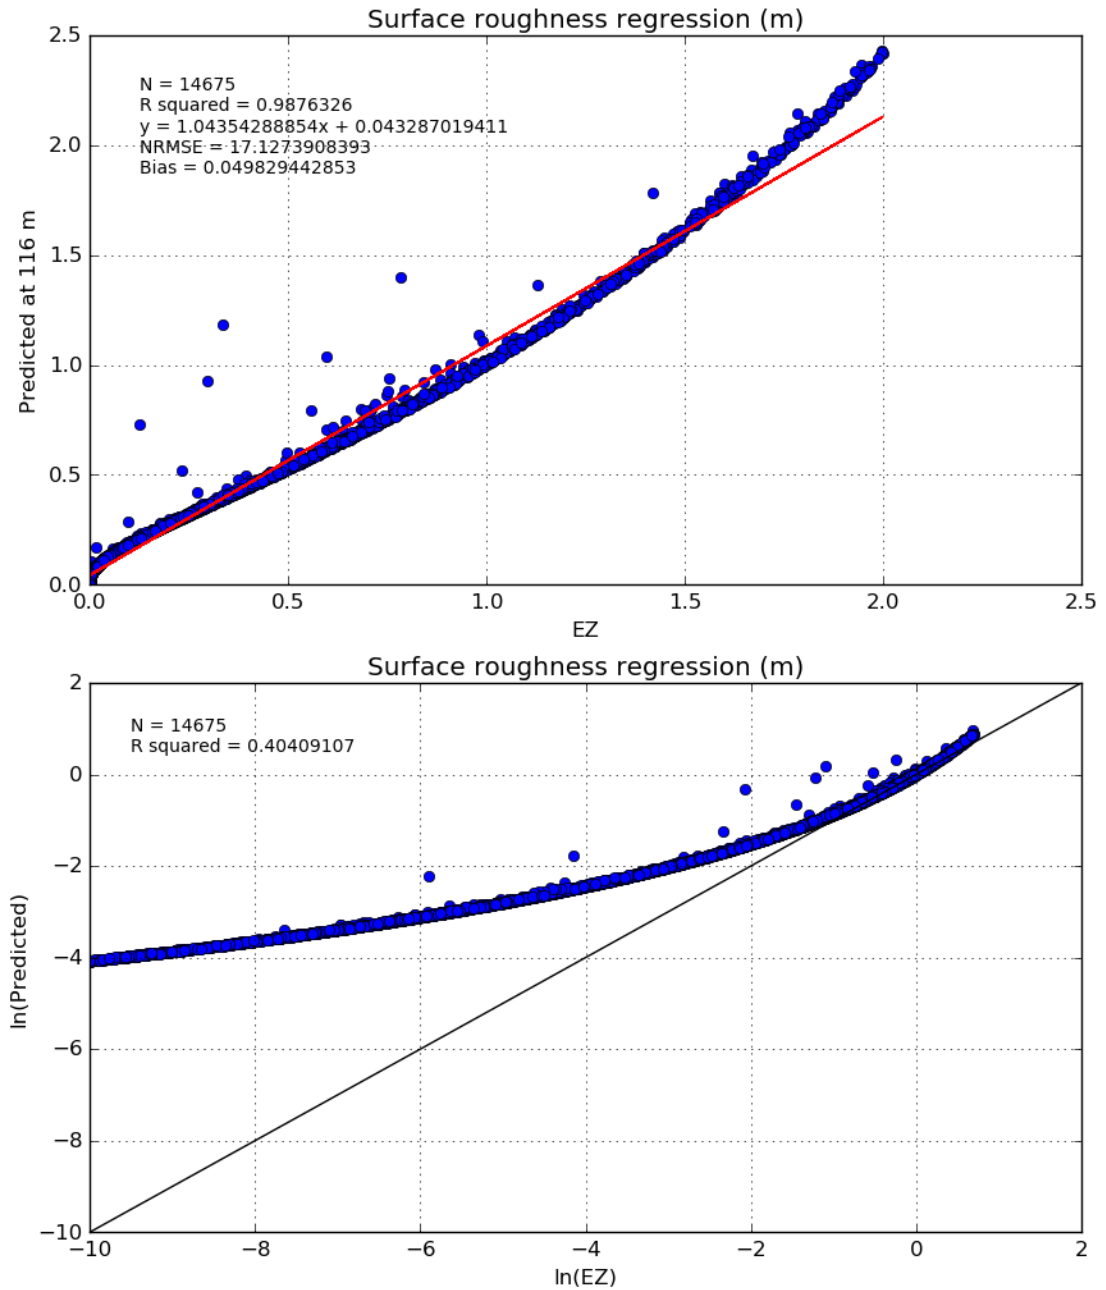 Surface roughness regression (m)
N = 14675
R squared = 0.9876326
y = 1.04354288854x + 0.043287019411
NRMSE = 17.1273908393
Bias = 0.049829442853
Predicted at 116 m
2.5
2.0
1.5
1.0
0.5
0.0
0.0 0.5 1.0 1.5 2.0 2.5
EZ
Surface roughness regression (m)
N = 14675
R squared = 0.40409107
ln(Predicted)
2
0
−2
−4
−6
−8
−10
−10 −8 −6 −4 −2 0 2
ln(EZ)